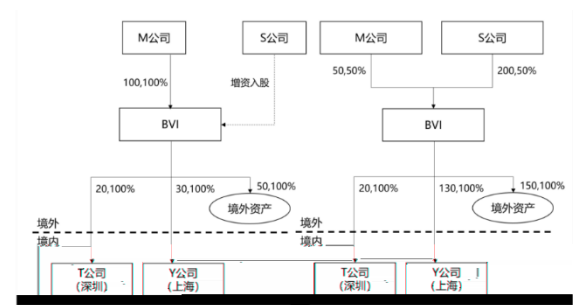 M公司
S公司
M公司
S公司
100,100%
增资入股
50,50%
200,50%
BVI
BVI
20,100%
30,100%
50,100%
20,100%
130,100%
150,100%
境外资产
境外资产
境外
境外
境内
境内
T公司
(深圳)
Y公司
(上海)
T公司
(深圳)
Y公司
(上海)